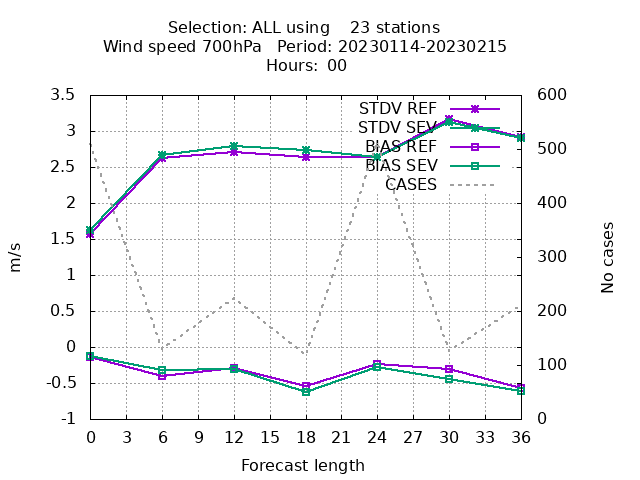 Selection: ALL using    23 stations
Wind speed 700hPa   Period: 20230114-20230215
Hours:  00
STDV REF
STDV SEV
BIAS REF
BIAS SEV
CASES
3.5
3
2.5
2
1.5
1
0.5
0
-0.5
-1
600
500
400
300
200
100
0
m/s
No cases
0 3 6 9 12 15 18 21 24 27 30 33 36
Forecast length